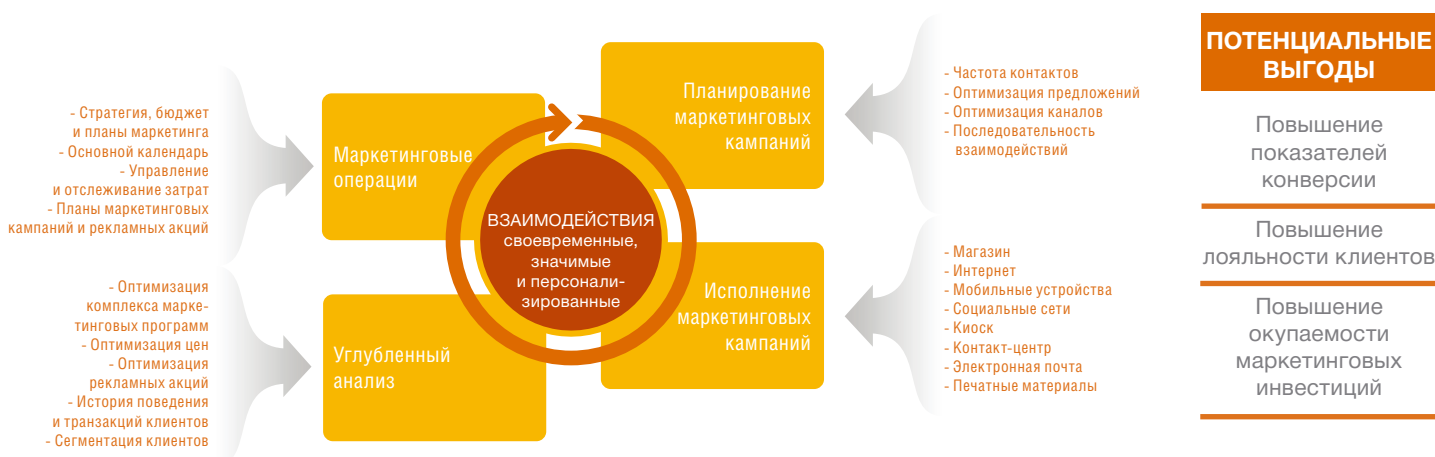 - Стратегия, бюджет
и планы маркетинга
- Основной календарь
- Управление
и отслеживание затрат
- Планы маркетинговых
кампаний и рекламных акций
Маркетинговые
операции
Планирование
маркетинговых
кампаний
- Частота контактов
- Оптимизация предложений
- Оптимизация каналов
- Последовательность
взаимодействий
ВЗАИМОДЕЙСТВИЯ
своевременные,
значимые
и персонали-
зированные
- Оптимизация
комплекса марке-
тинговых программ
- Оптимизация цен
- Оптимизация
рекламных акций
- История поведения
и транзакций клиентов
- Сегментация клиентов
Углубленный
анализ
Исполнение
маркетинговых
кампаний
- Магазин
- Интернет
- Мобильные устройства
- Социальные сети
- Киоск
- Контакт-центр
- Электронная почта
- Печатные материалы
ПОТЕНЦИАЛЬНЫЕ
ВЫГОДЫ
Повышение
показателей
конверсии
Повышение
лояльности клиентов
Повышение
окупаемости
маркетинговых
инвестиций